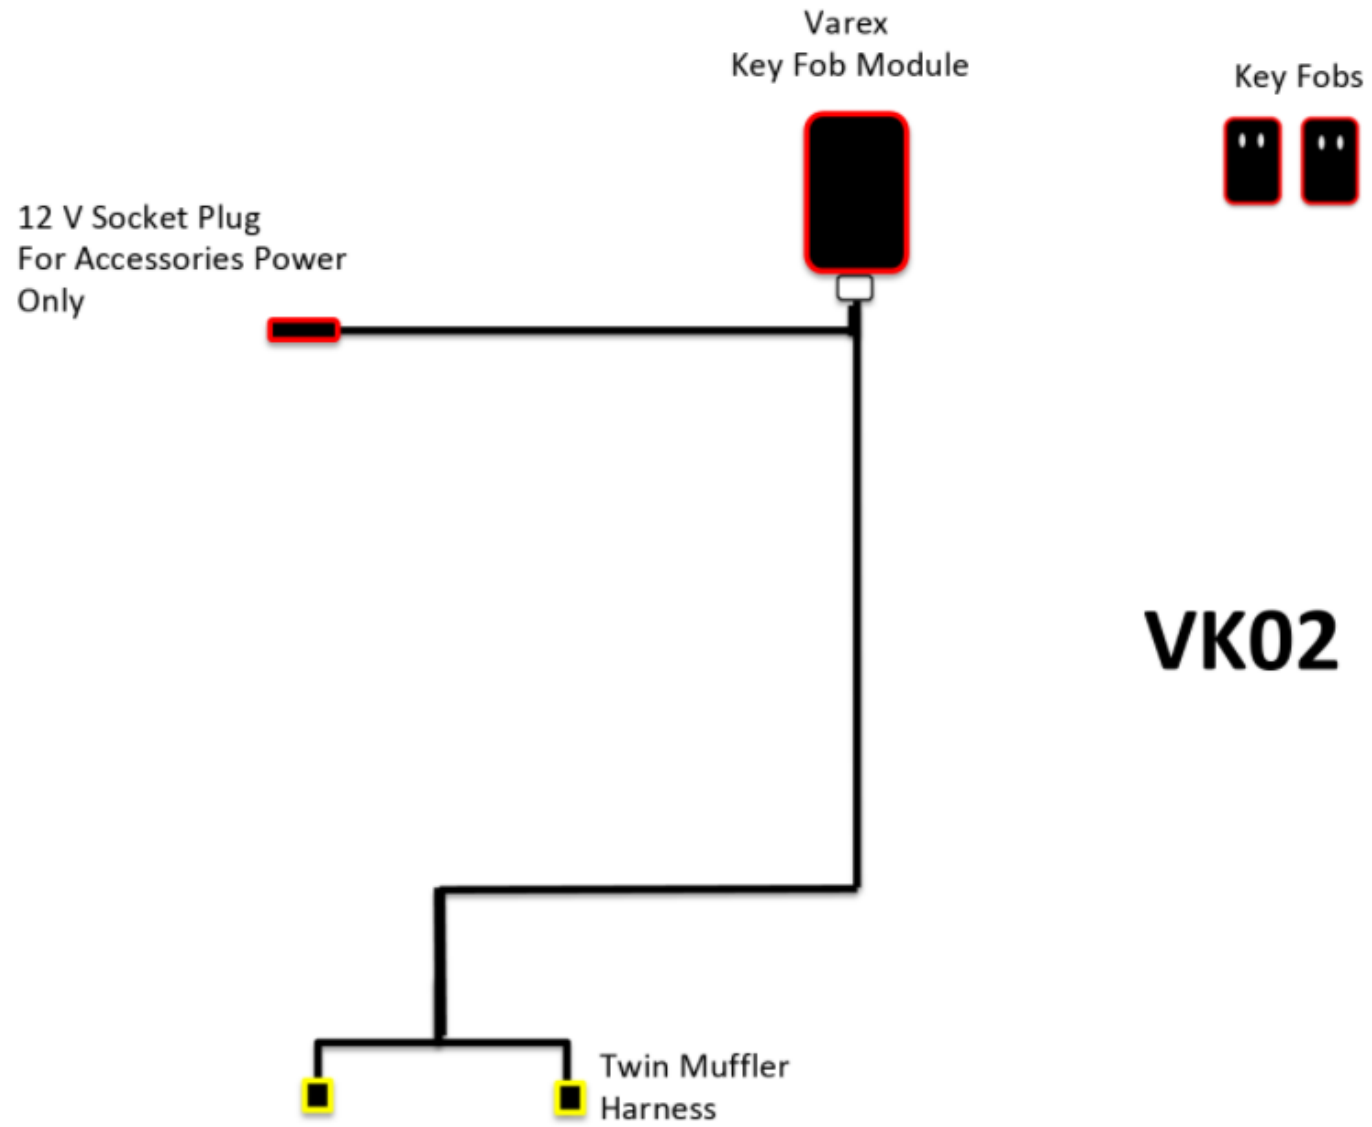 Varex
Key Fob Module
Key Fobs
12 V Socket Plug
For Accessories Power
Only
VK02
Twin Muffler
Harness